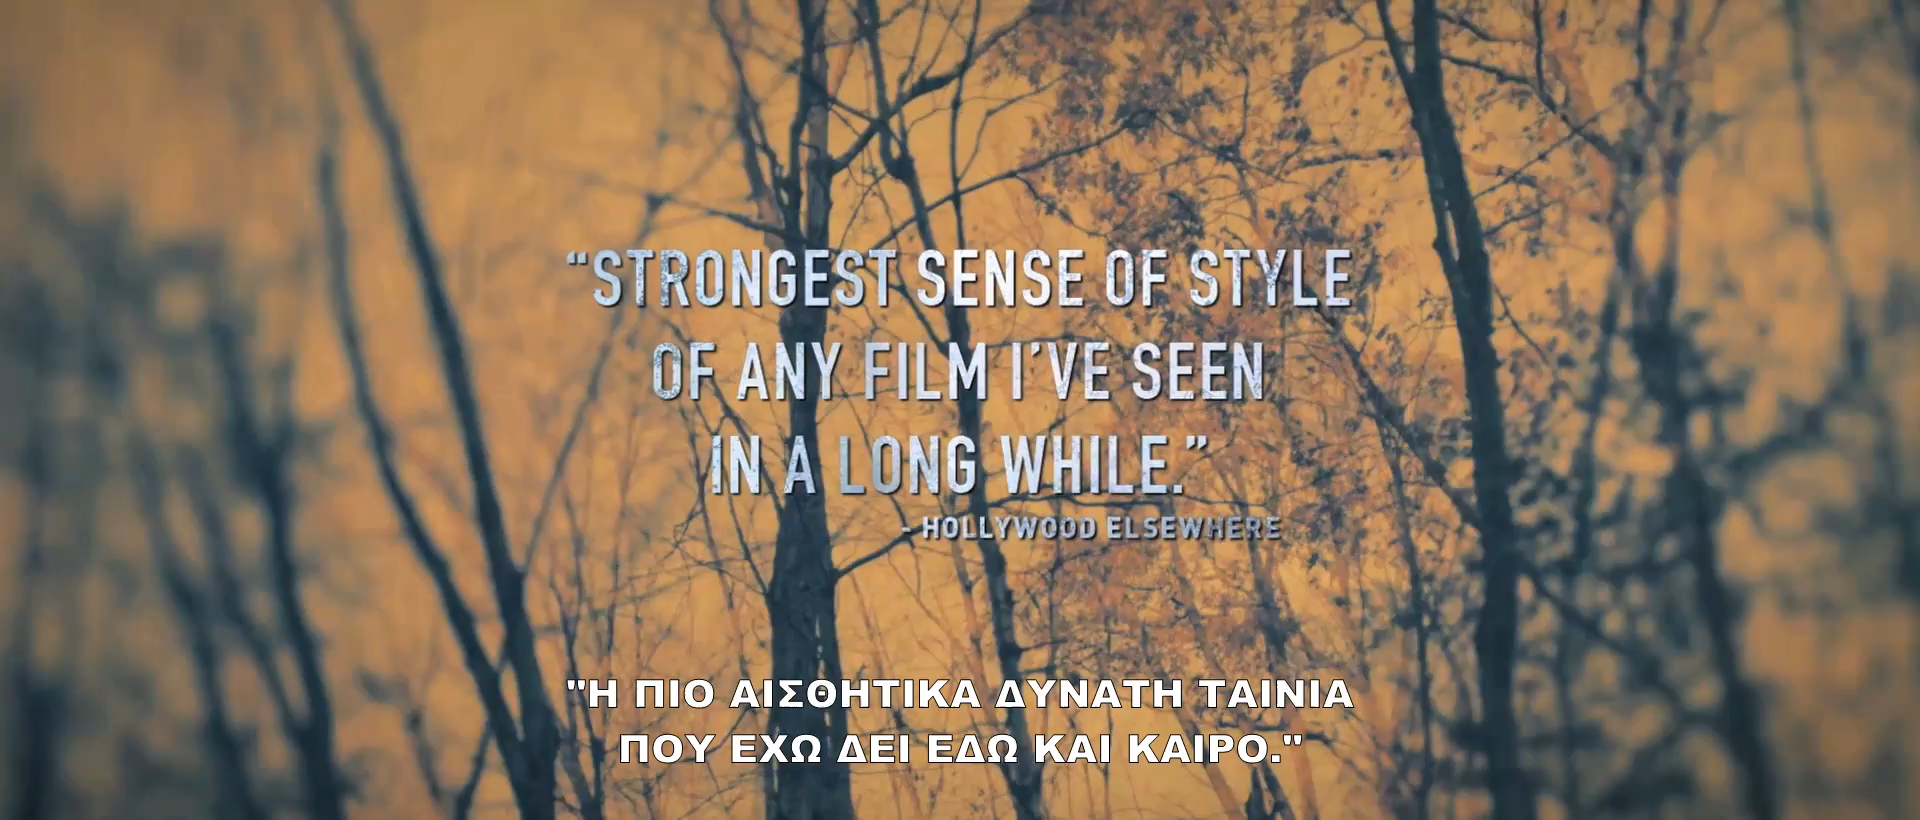 “STRONGEST SENSE OF STYLE
OF ANY FILM I’VE SEEN
IN A LONG WHILE.”
- HOLLYWOOD ELSEWHERE
"Η ΠΙΟ ΑΙΣΘΗΤΙΚΑ ΔΥΝΑΤΗ ΤΑΙΝΙΑ
ΠΟΥ ΕΧΩ ΔΕΙ ΕΔΩ ΚΑΙ ΚΑΙΡΟ."